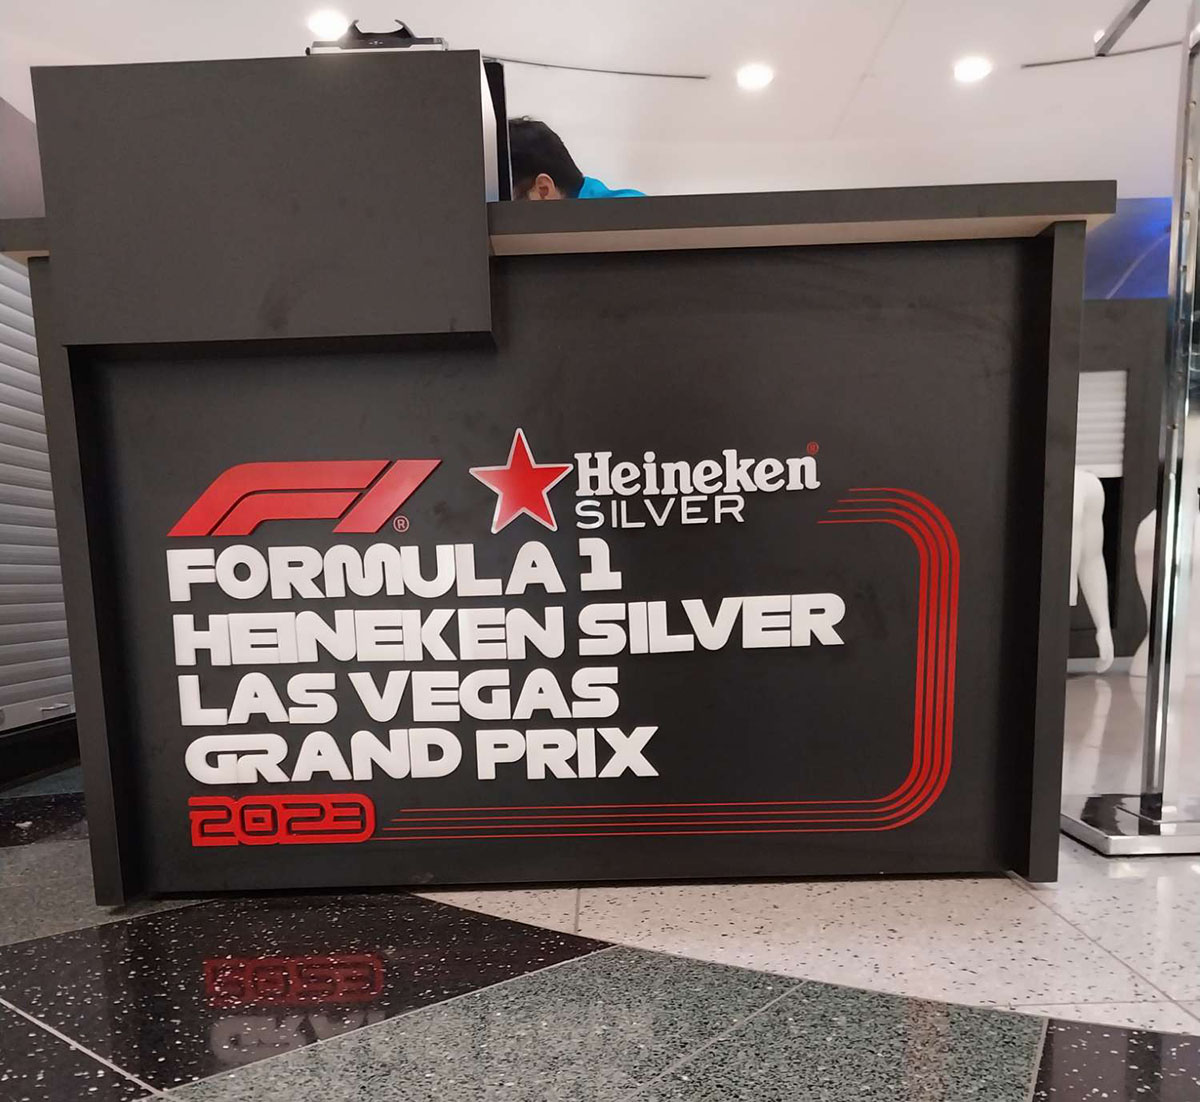 F1®
Heineken®
SILVER
FORMULA 1
HEINEKEN SILVER
LAS VEGAS
GRAND PRIX
2023